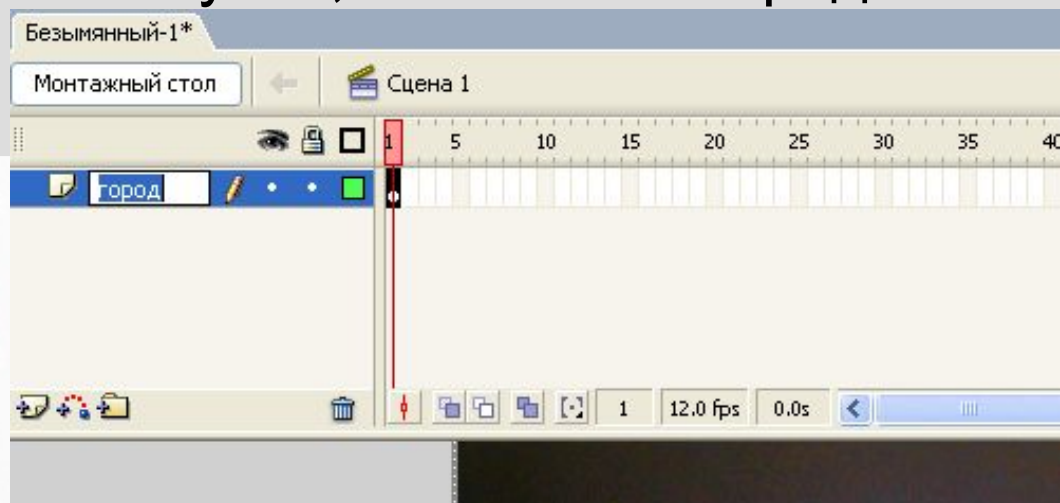 Безымянный-1*
Монтажный стол Сцена 1
1 5 10 15 20 25 30 35 40
город
1 12.0 fps 0.0s